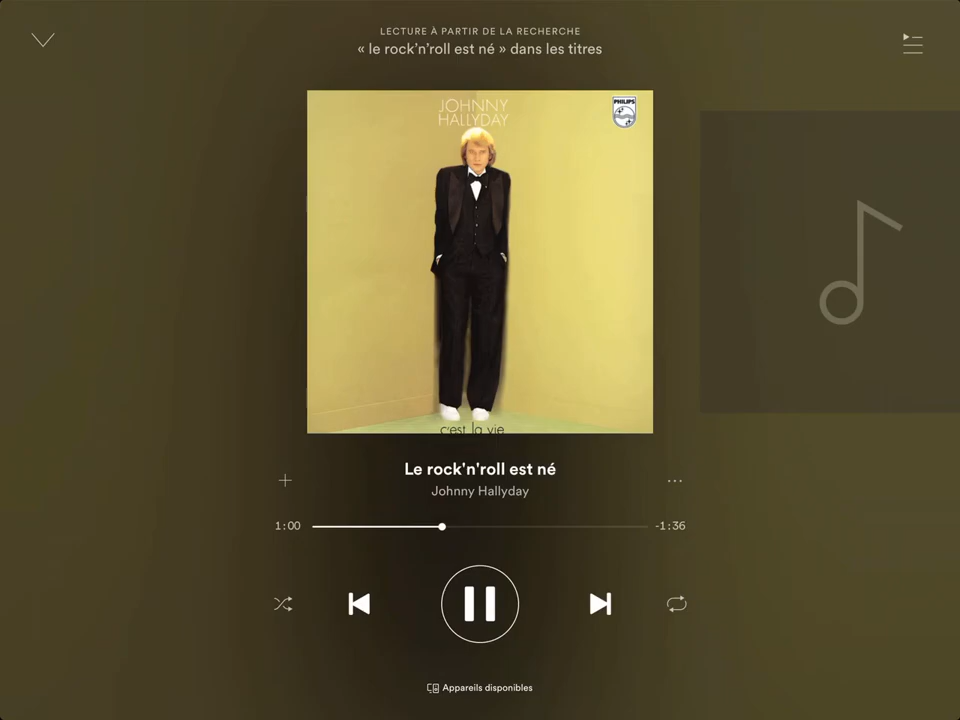 LECTURE À PARTIR DE LA RECHERCHE
« le rock’n’roll est né » dans les titres
JOHNNY
HALLYDAY
PHILIPS
c'est la vie
Le rock'n'roll est né
Johnny Hallyday
1:00
-1:36
Appareils disponibles